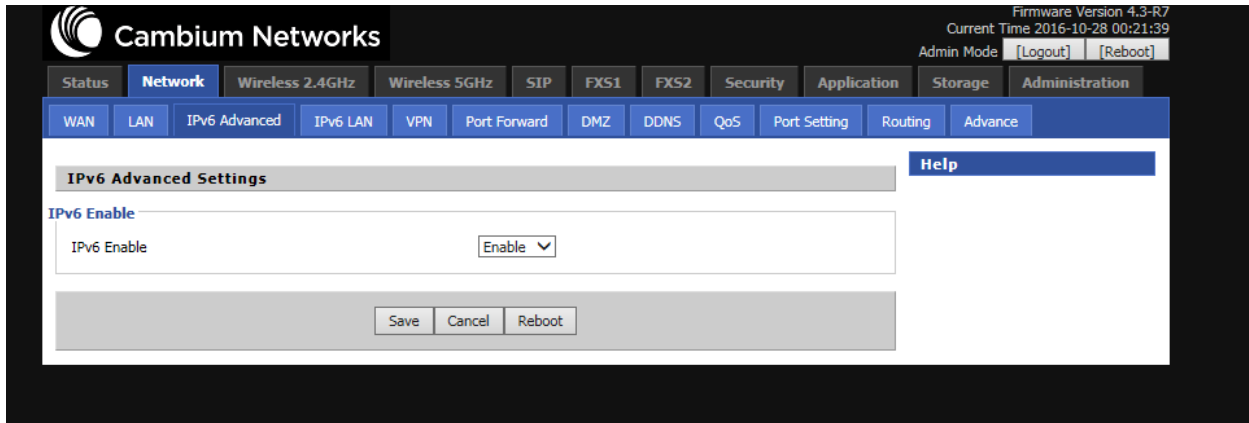 Firmware Version 4.3-R7
Cambium Networks
Current Time 2016-10-28 00:21:39
Admin Mode [Logout] [Reboot]
Status Network Wireless 2.4GHz Wireless 5GHz SIP FXS1 FXS2 Security Application Storage Administration
WAN LAN IPv6 Advanced IPv6 LAN VPN Port Forward DMZ DDNS QoS Port Setting Routing Advance
IPv6 Advanced Settings
Help
IPv6 Enable
IPv6 Enable Enable
Save Cancel Reboot